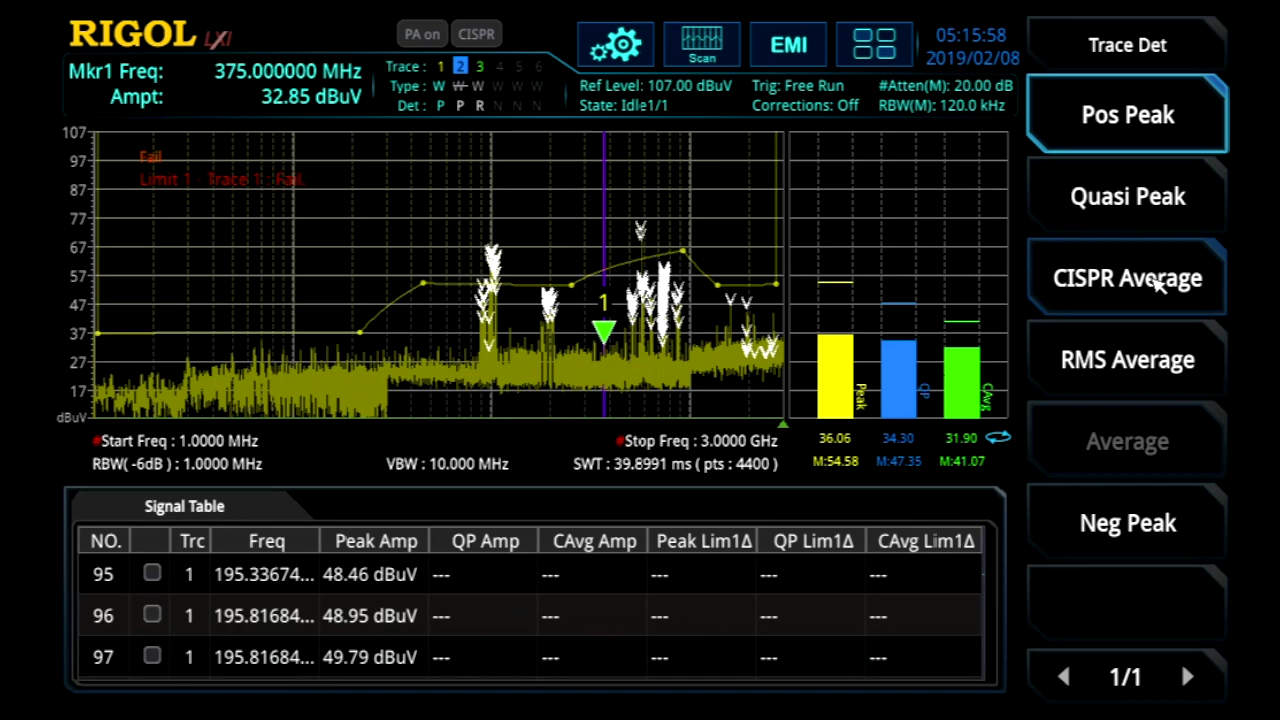 RIGOL LXI
PA on CISPR
Scan
EMI
05:15:58
2019/02/08
Mkr1 Freq: 375.000000 MHz
Ampt: 32.85 dBuV
Trace : 1 2 3 4 5 6
Type : W W W N N N
Det : P P R N N N
Ref Level: 107.00 dBuV Trig: Free Run #Atten(M): 20.00 dB
State: Idle1/1 Corrections: Off RBW(M): 120.0 kHz
107
97
87
77
67
57
47
37
27
17
dBuV
Fail
Limit 1 - Trace 1 : Fail
1
Peak
QP
CAvg
36.06 34.30 31.90
M:54.58 M:47.35 M:41.07
#Start Freq : 1.0000 MHz #Stop Freq : 3.0000 GHz
RBW( -6dB ) : 1.0000 MHz VBW : 10.000 MHz SWT : 39.8991 ms ( pts : 4400 )
Signal Table
NO. Trc Freq Peak Amp QP Amp CAvg Amp Peak Lim1Δ QP Lim1Δ CAvg Lim1Δ
95 1 195.33674... 48.46 dBuV --- --- --- --- ---
96 1 195.81684... 48.95 dBuV --- --- --- --- ---
97 1 195.81684... 49.79 dBuV --- --- --- --- ---
Trace Det
Pos Peak
Quasi Peak
CISPR Average
RMS Average
Average
Neg Peak
1/1